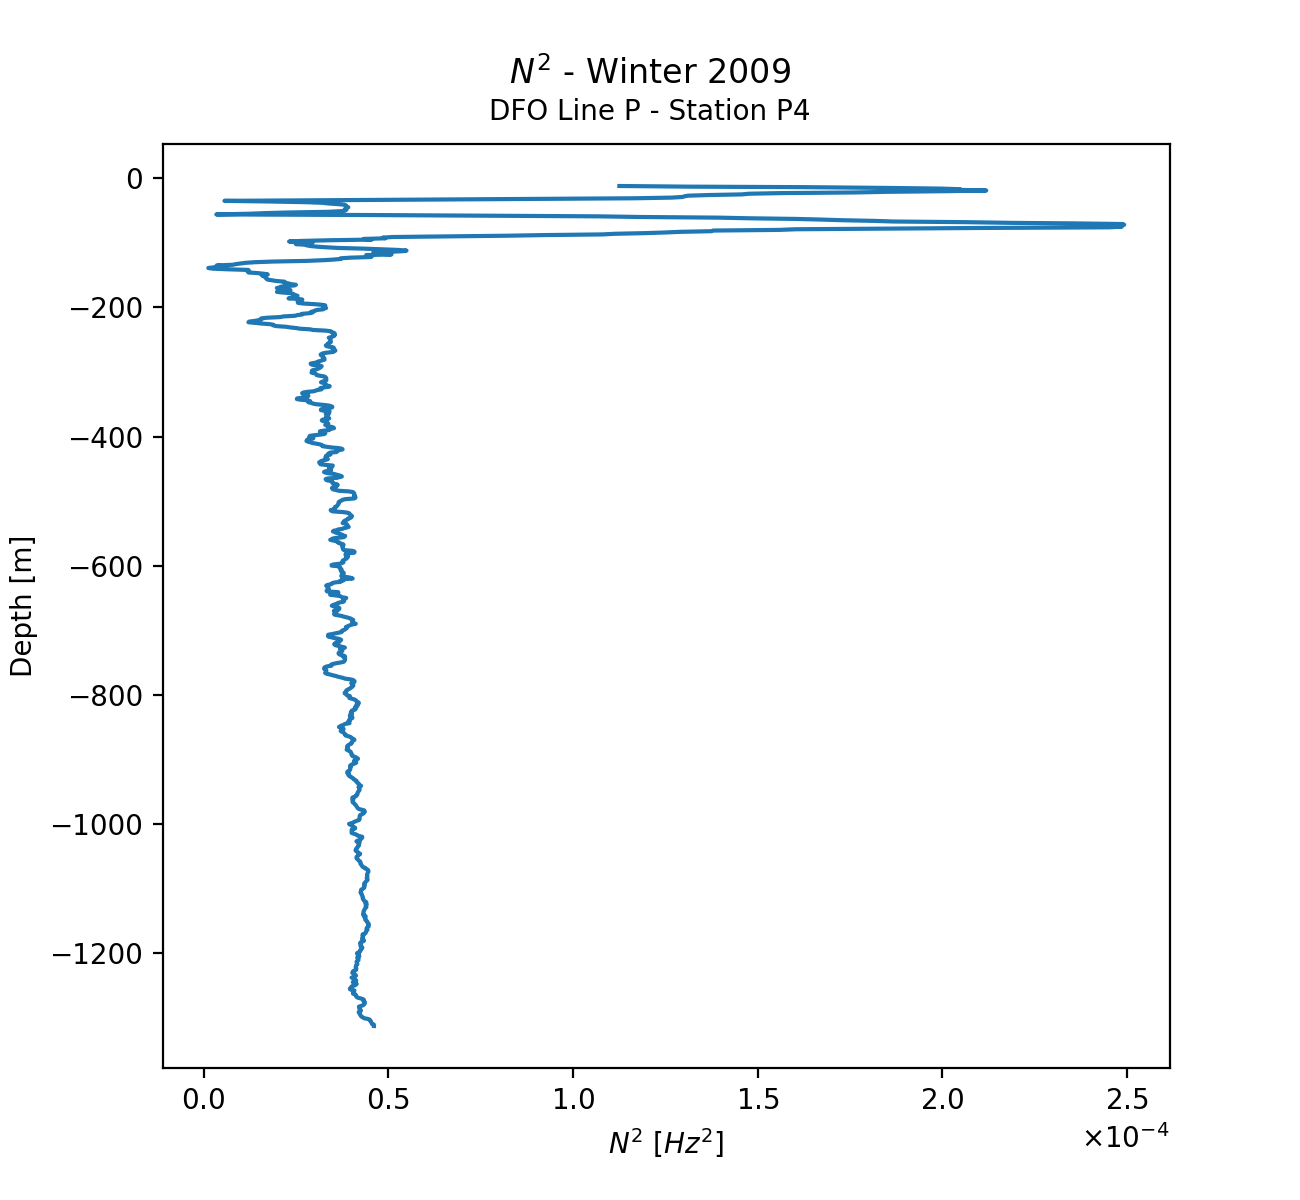 N² - Winter 2009
DFO Line P - Station P4
0
−200
−400
−600
−800
−1000
−1200
Depth [m]
0.0 0.5 1.0 1.5 2.0 2.5
×10⁻⁴
N² [Hz²]